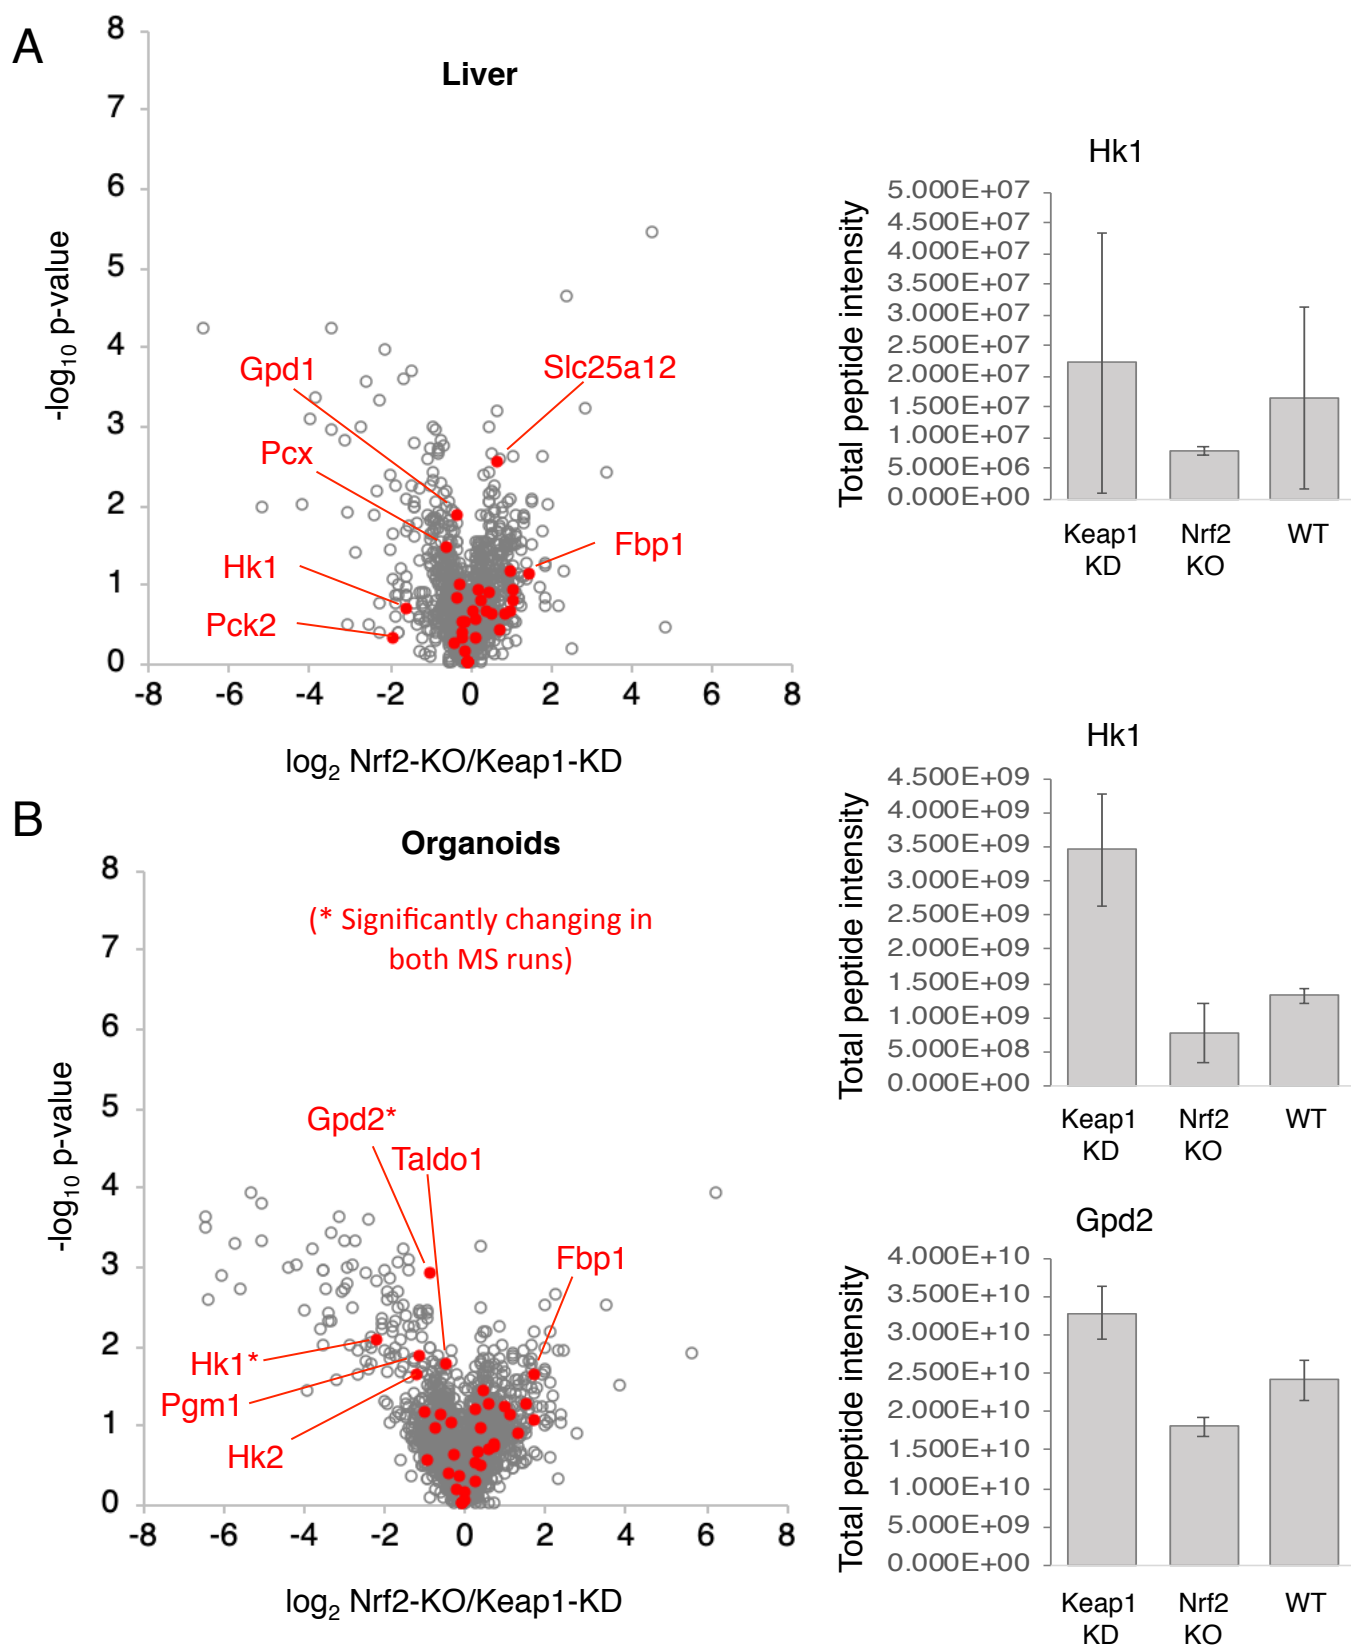 A
Liver
8
7
6
5
4
3
2
1
0
-log10 p-value
Gpd1
Slc25a12
Pcx
Fbp1
Hk1
Pck2
-8 -6 -4 -2 0 2 4 6 8
log2 Nrf2-KO/Keap1-KD
Hk1
Total peptide intensity
5.000E+07
4.500E+07
4.000E+07
3.500E+07
3.000E+07
2.500E+07
2.000E+07
1.500E+07
1.000E+07
5.000E+06
0.000E+00
Keap1 Nrf2 WT
KD KO
B
Organoids
(* Significantly changing in
both MS runs)
8
7
6
5
4
3
2
1
0
-log10 p-value
Gpd2*
Taldo1
Fbp1
Hk1*
Pgm1
Hk2
-8 -6 -4 -2 0 2 4 6 8
log2 Nrf2-KO/Keap1-KD
Hk1
Total peptide intensity
4.500E+09
4.000E+09
3.500E+09
3.000E+09
2.500E+09
2.000E+09
1.500E+09
1.000E+09
5.000E+08
0.000E+00
Keap1 Nrf2 WT
KD KO
Gpd2
Total peptide intensity
4.000E+10
3.500E+10
3.000E+10
2.500E+10
2.000E+10
1.500E+10
1.000E+10
5.000E+09
0.000E+00
Keap1 Nrf2 WT
KD KO